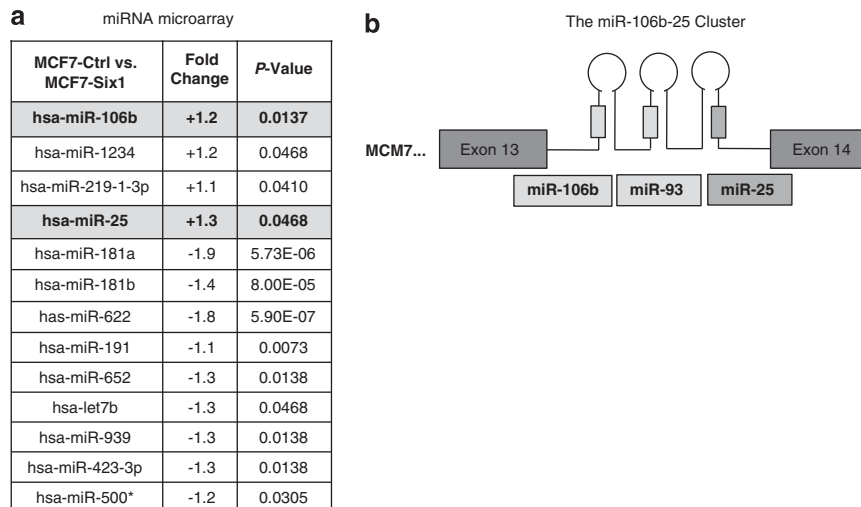 a
miRNA microarray
MCF7-Ctrl vs. MCF7-Six1 Fold Change P-Value
hsa-miR-106b +1.2 0.0137
hsa-miR-1234 +1.2 0.0468
hsa-miR-219-1-3p +1.1 0.0410
hsa-miR-25 +1.3 0.0468
hsa-miR-181a -1.9 5.73E-06
hsa-miR-181b -1.4 8.00E-05
has-miR-622 -1.8 5.90E-07
hsa-miR-191 -1.1 0.0073
hsa-miR-652 -1.3 0.0138
hsa-let7b -1.3 0.0468
hsa-miR-939 -1.3 0.0138
hsa-miR-423-3p -1.3 0.0138
hsa-miR-500* -1.2 0.0305
b
The miR-106b-25 Cluster
MCM7... Exon 13 Exon 14
miR-106b miR-93 miR-25